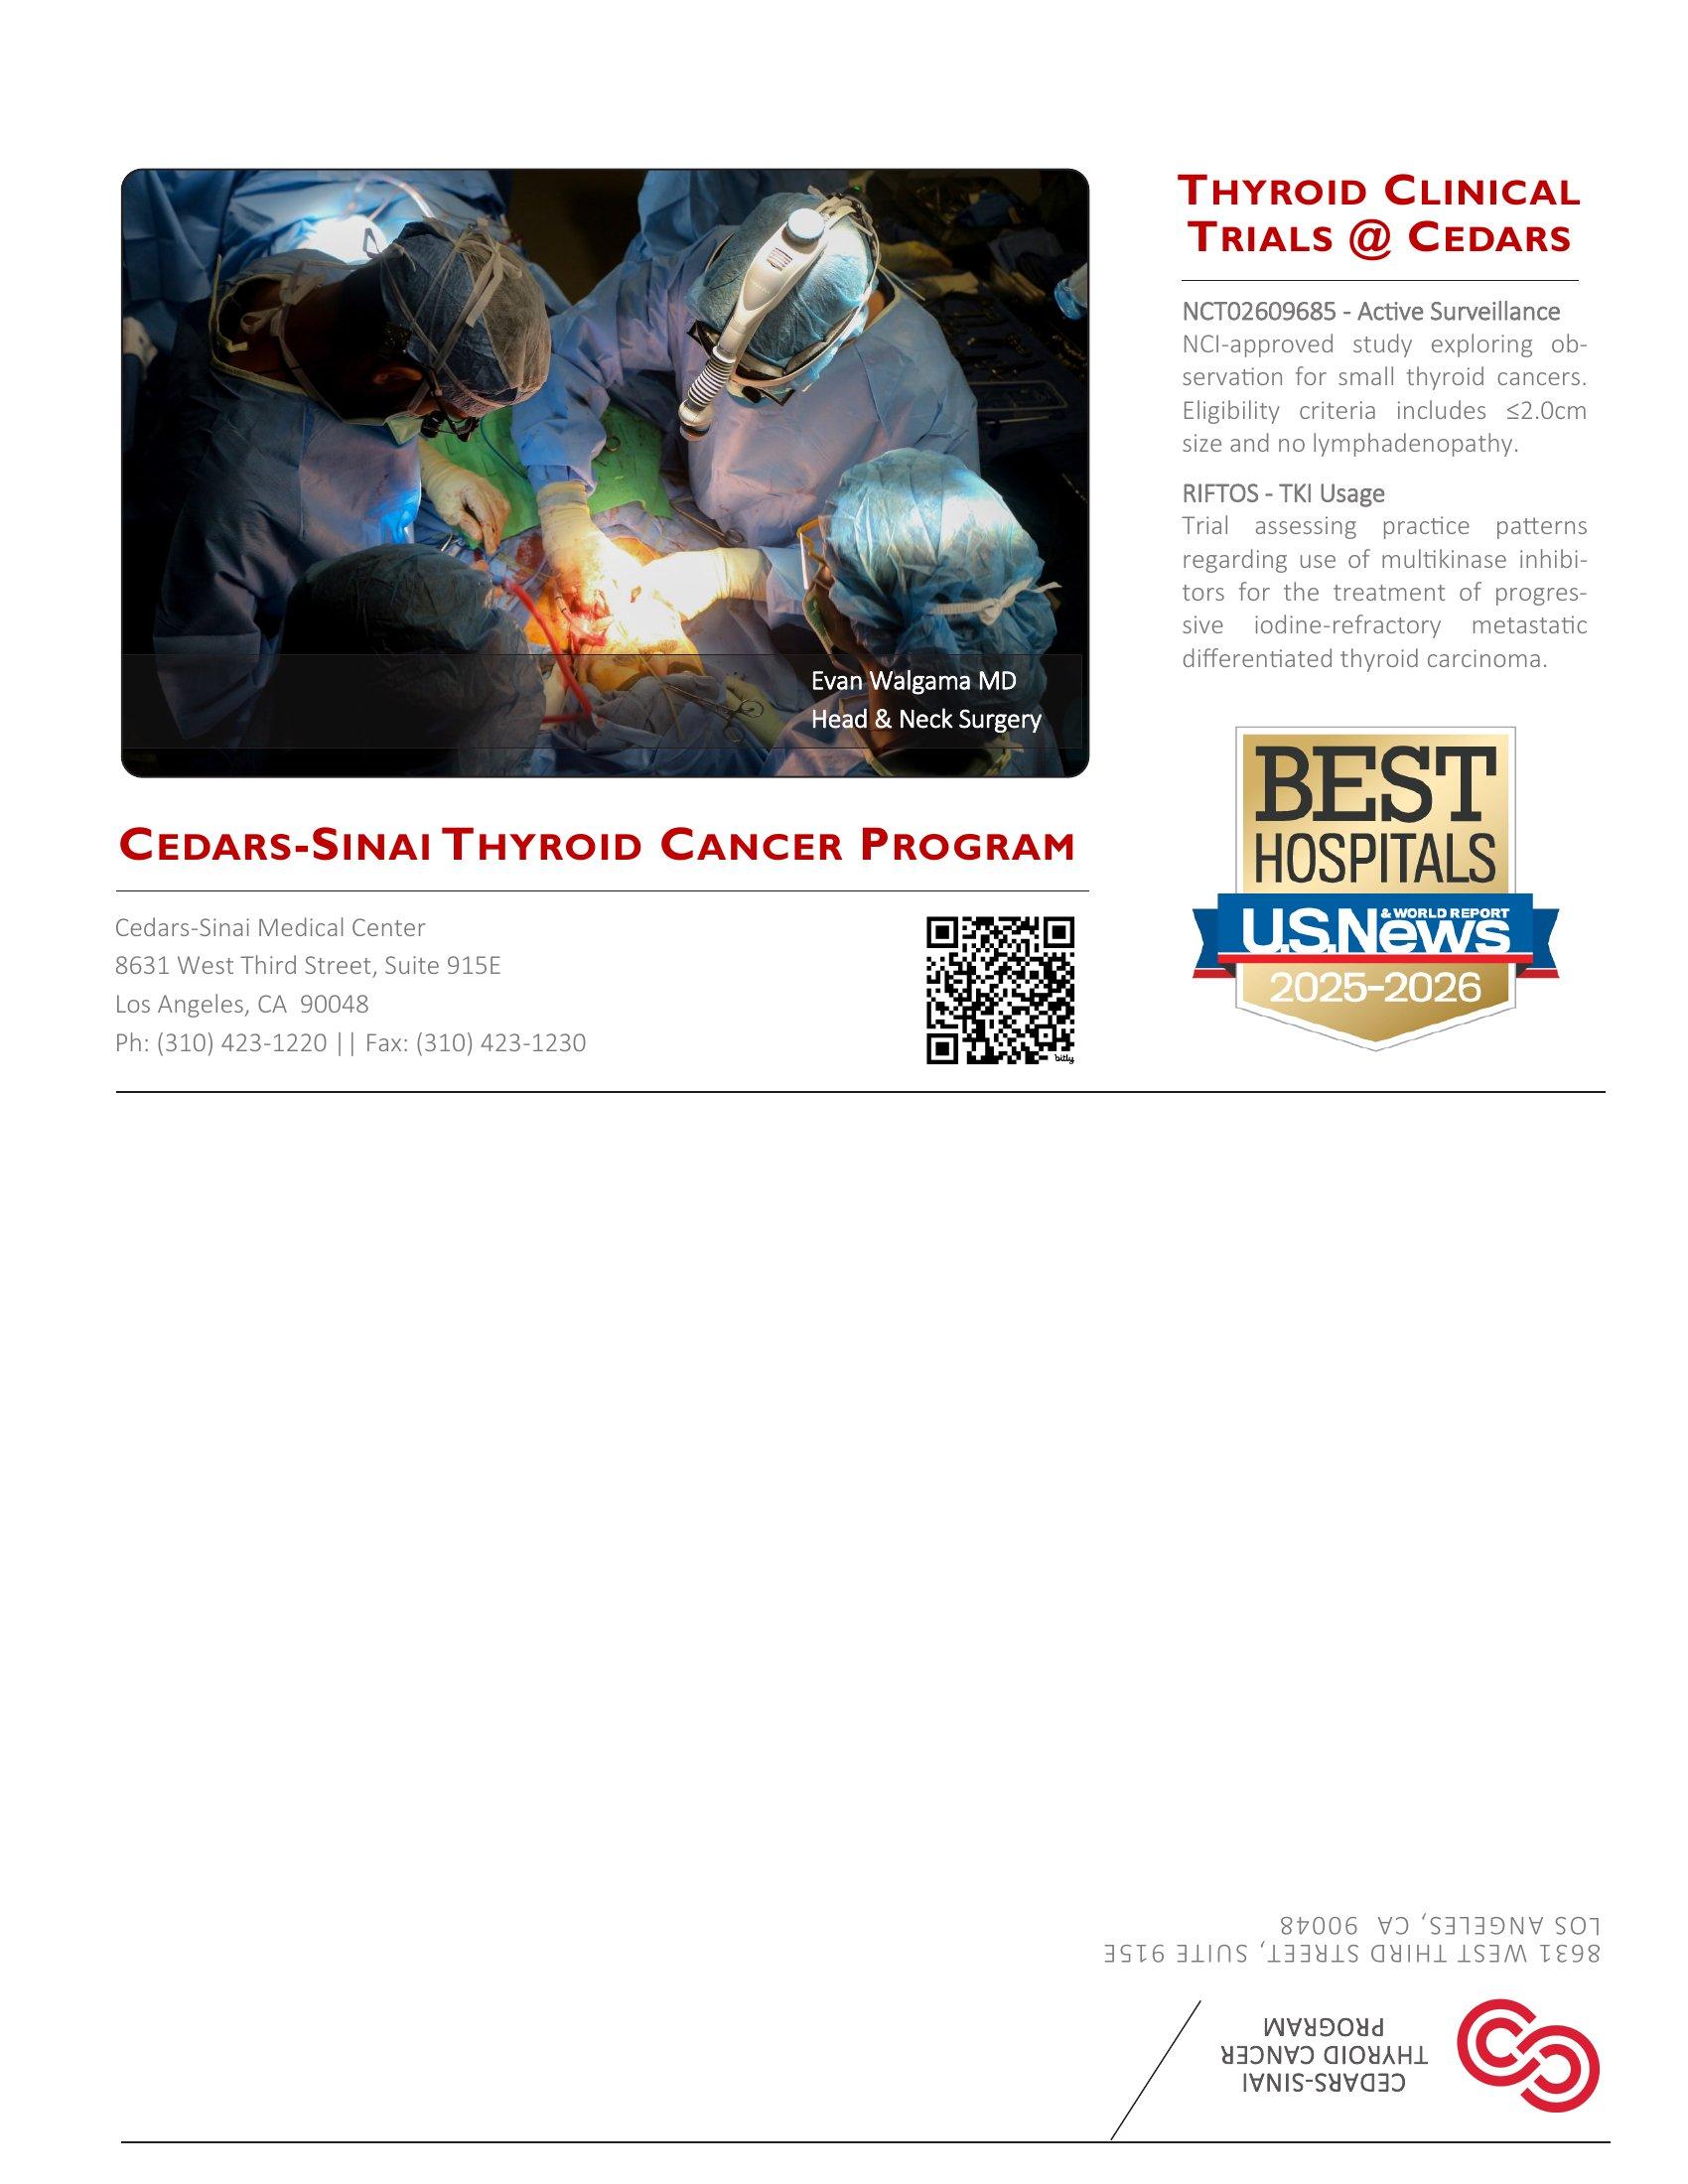 Evan Walgama MD
Head & Neck Surgery
CEDARS-SINAI THYROID CANCER PROGRAM
Cedars-Sinai Medical Center
8631 West Third Street, Suite 915E
Los Angeles, CA  90048
Ph: (310) 423-1220 || Fax: (310) 423-1230
bitly
THYROID CLINICAL
TRIALS @ CEDARS
NCT02609685 - Active Surveillance
NCI-approved study exploring ob-
servation for small thyroid cancers.
Eligibility criteria includes ≤2.0cm
size and no lymphadenopathy.
RIFTOS - TKI Usage
Trial assessing practice patterns
regarding use of multikinase inhibi-
tors for the treatment of progres-
sive iodine-refractory metastatic
differentiated thyroid carcinoma.
BEST
HOSPITALS
U.S.News & WORLD REPORT
2025-2026
CEDARS-SINAI
THYROID CANCER
PROGRAM
8631 WEST THIRD STREET, SUITE 915E
LOS ANGELES, CA  90048